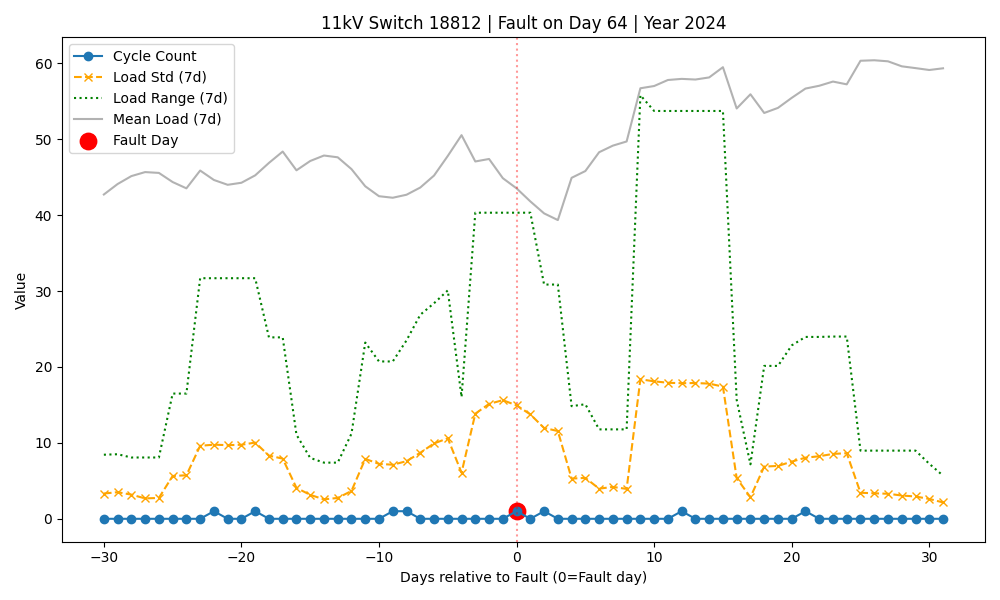 11kV Switch 18812 | Fault on Day 64 | Year 2024
Cycle Count
Load Std (7d)
Load Range (7d)
Mean Load (7d)
Fault Day
Value
60
50
40
30
20
10
0
−30
−20
−10
0
10
20
30
Days relative to Fault (0=Fault day)